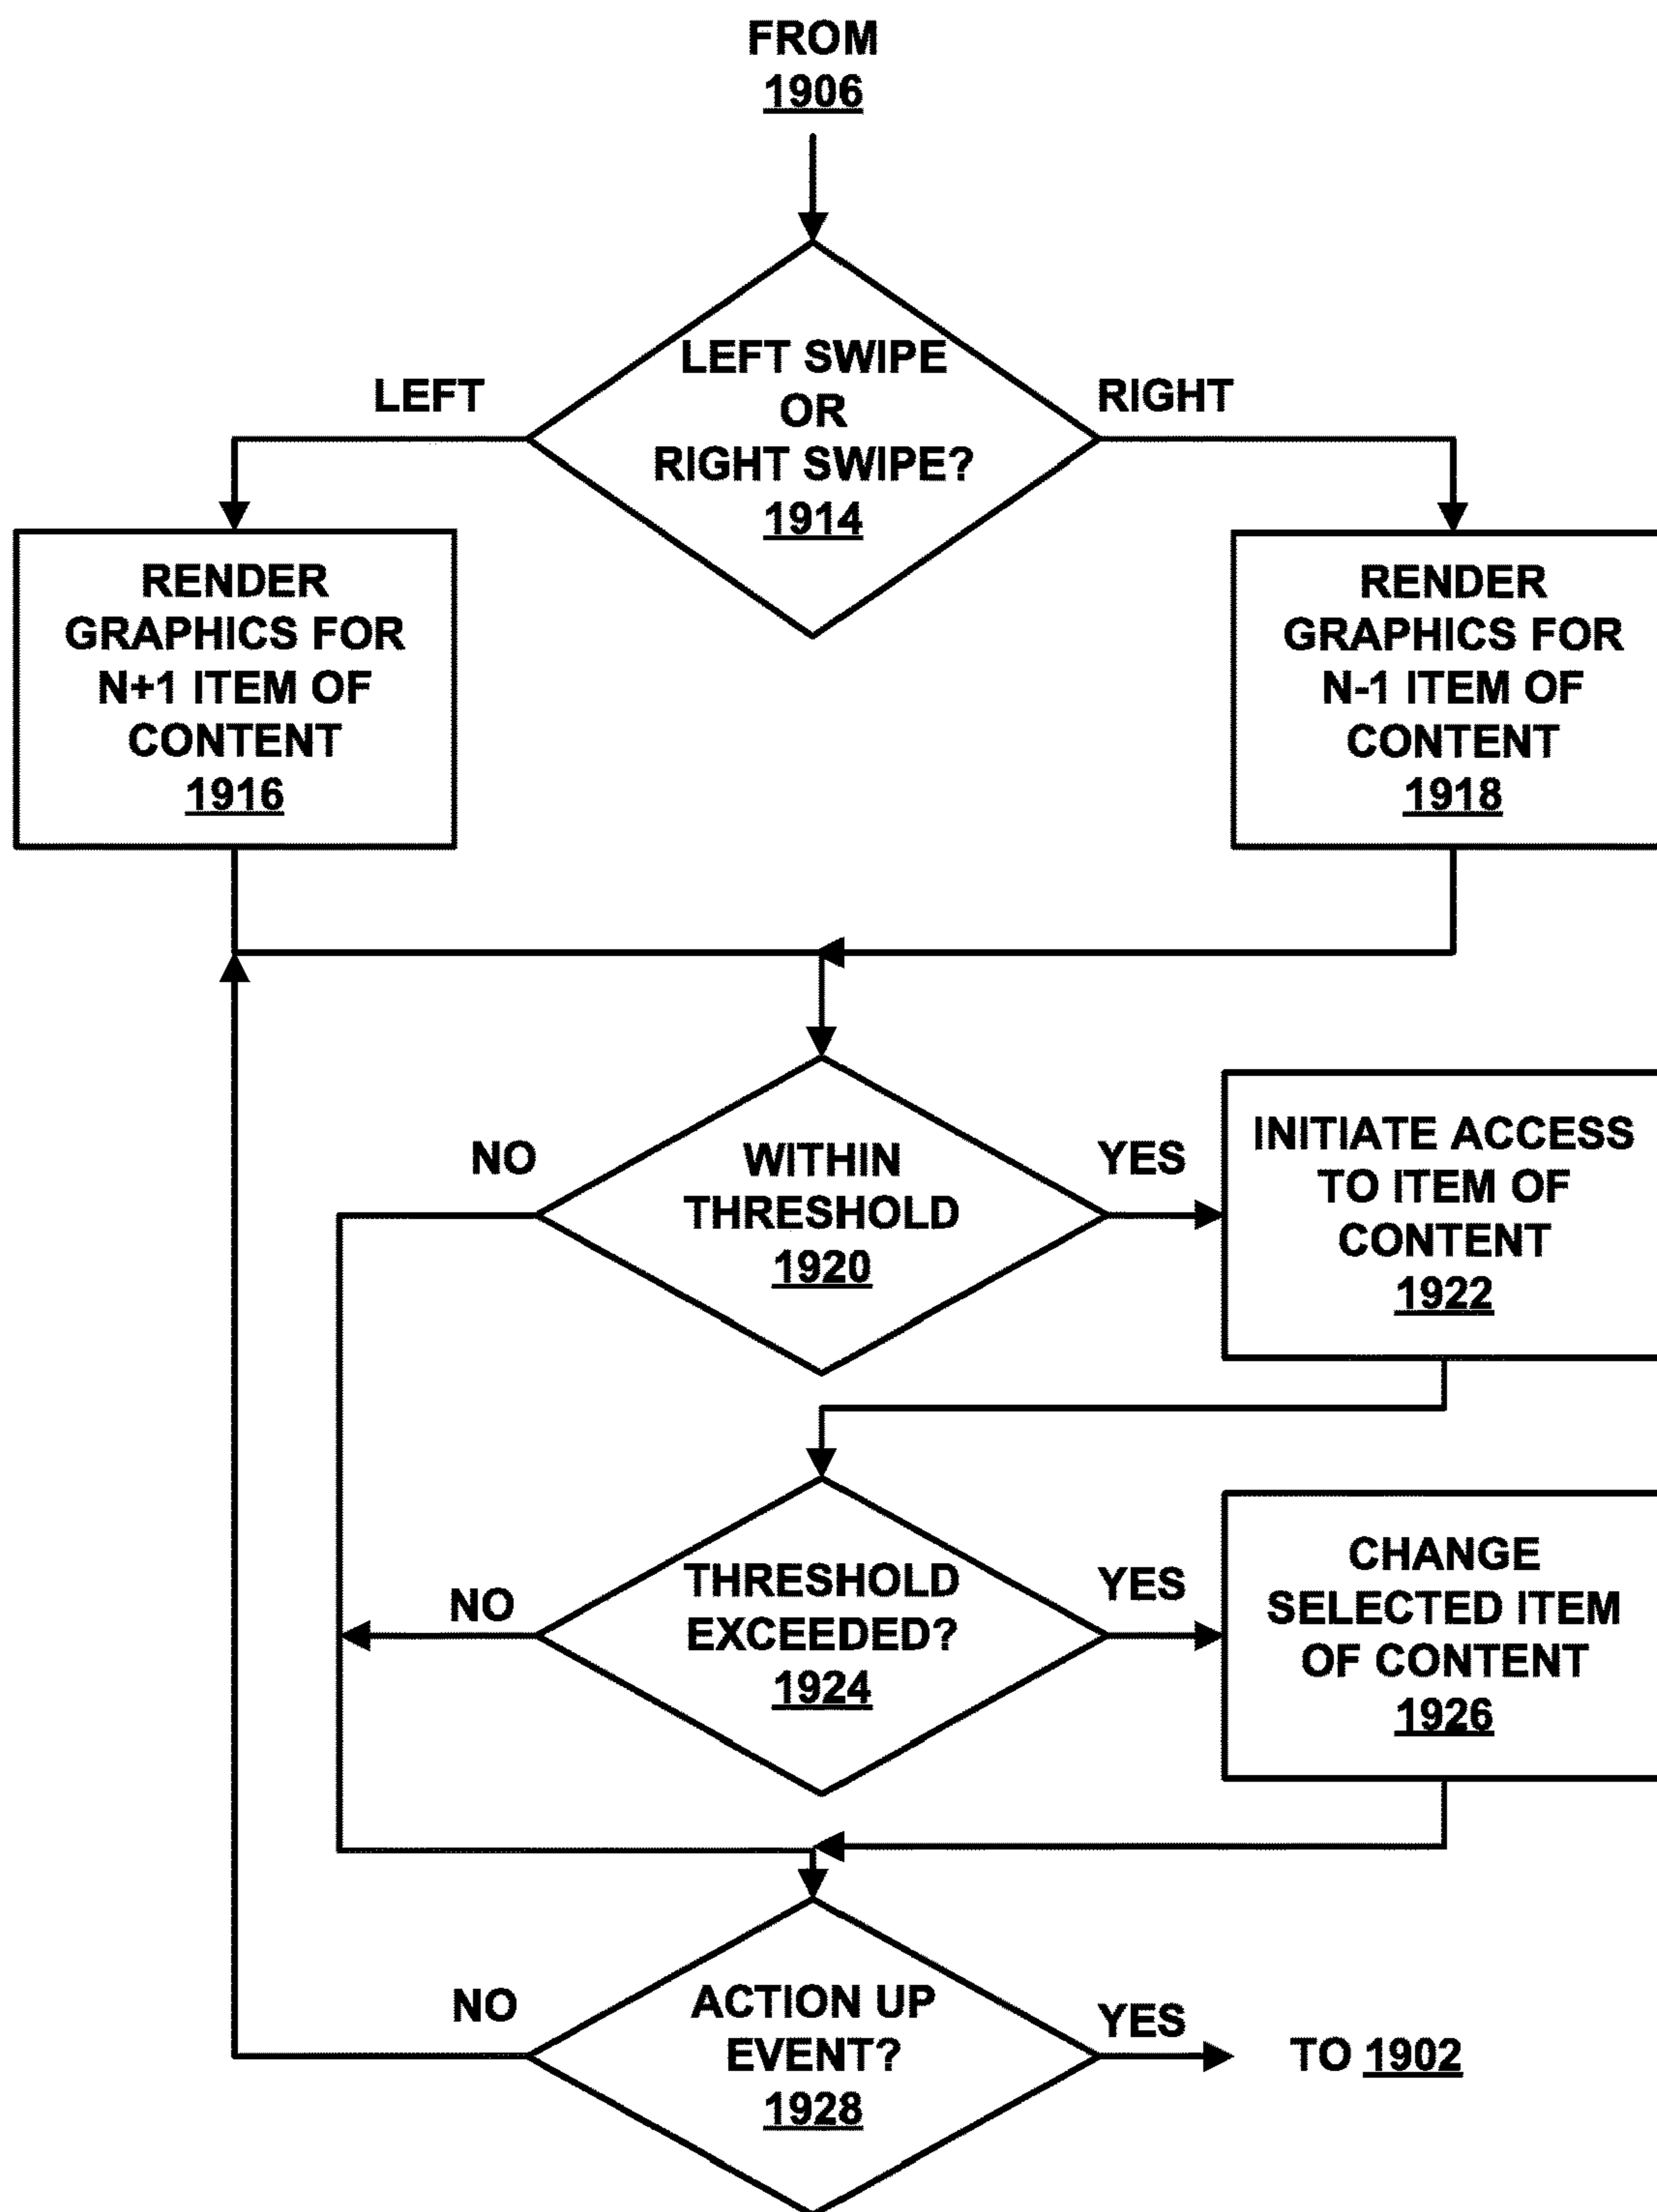 FROM
1906
LEFT SWIPE
OR
RIGHT SWIPE?
1914
LEFT
RIGHT
RENDER
GRAPHICS FOR
N+1 ITEM OF
CONTENT
1916
RENDER
GRAPHICS FOR
N-1 ITEM OF
CONTENT
1918
WITHIN
THRESHOLD
1920
NO
YES
INITIATE ACCESS
TO ITEM OF
CONTENT
1922
THRESHOLD
EXCEEDED?
1924
NO
YES
CHANGE
SELECTED ITEM
OF CONTENT
1926
ACTION UP
EVENT?
1928
NO
YES
TO 1902